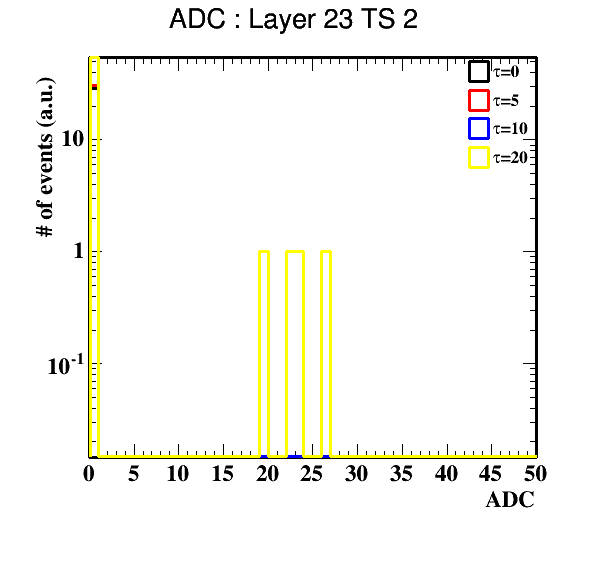 ADC : Layer 23 TS 2
# of events (a.u.)
τ=0
τ=5
τ=10
τ=20
10
1
10-1
0 5 10 15 20 25 30 35 40 45 50
ADC